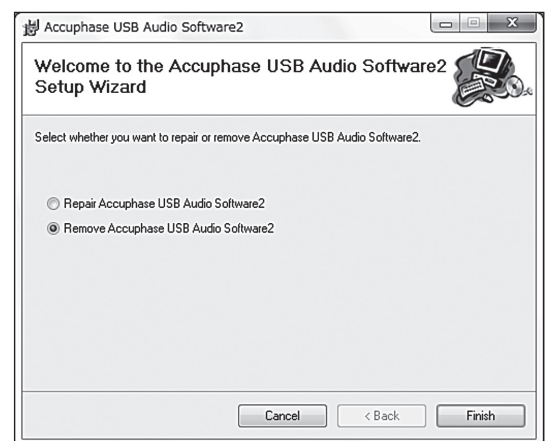 Accuphase USB Audio Software2
Welcome to the Accuphase USB Audio Software2
Setup Wizard
Select whether you want to repair or remove Accuphase USB Audio Software2.
Repair Accuphase USB Audio Software2
Remove Accuphase USB Audio Software2
Cancel
< Back
Finish